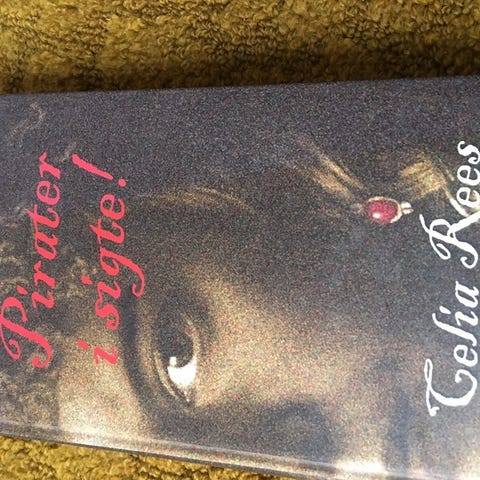 Pirater
i sigte!
Celia Rees